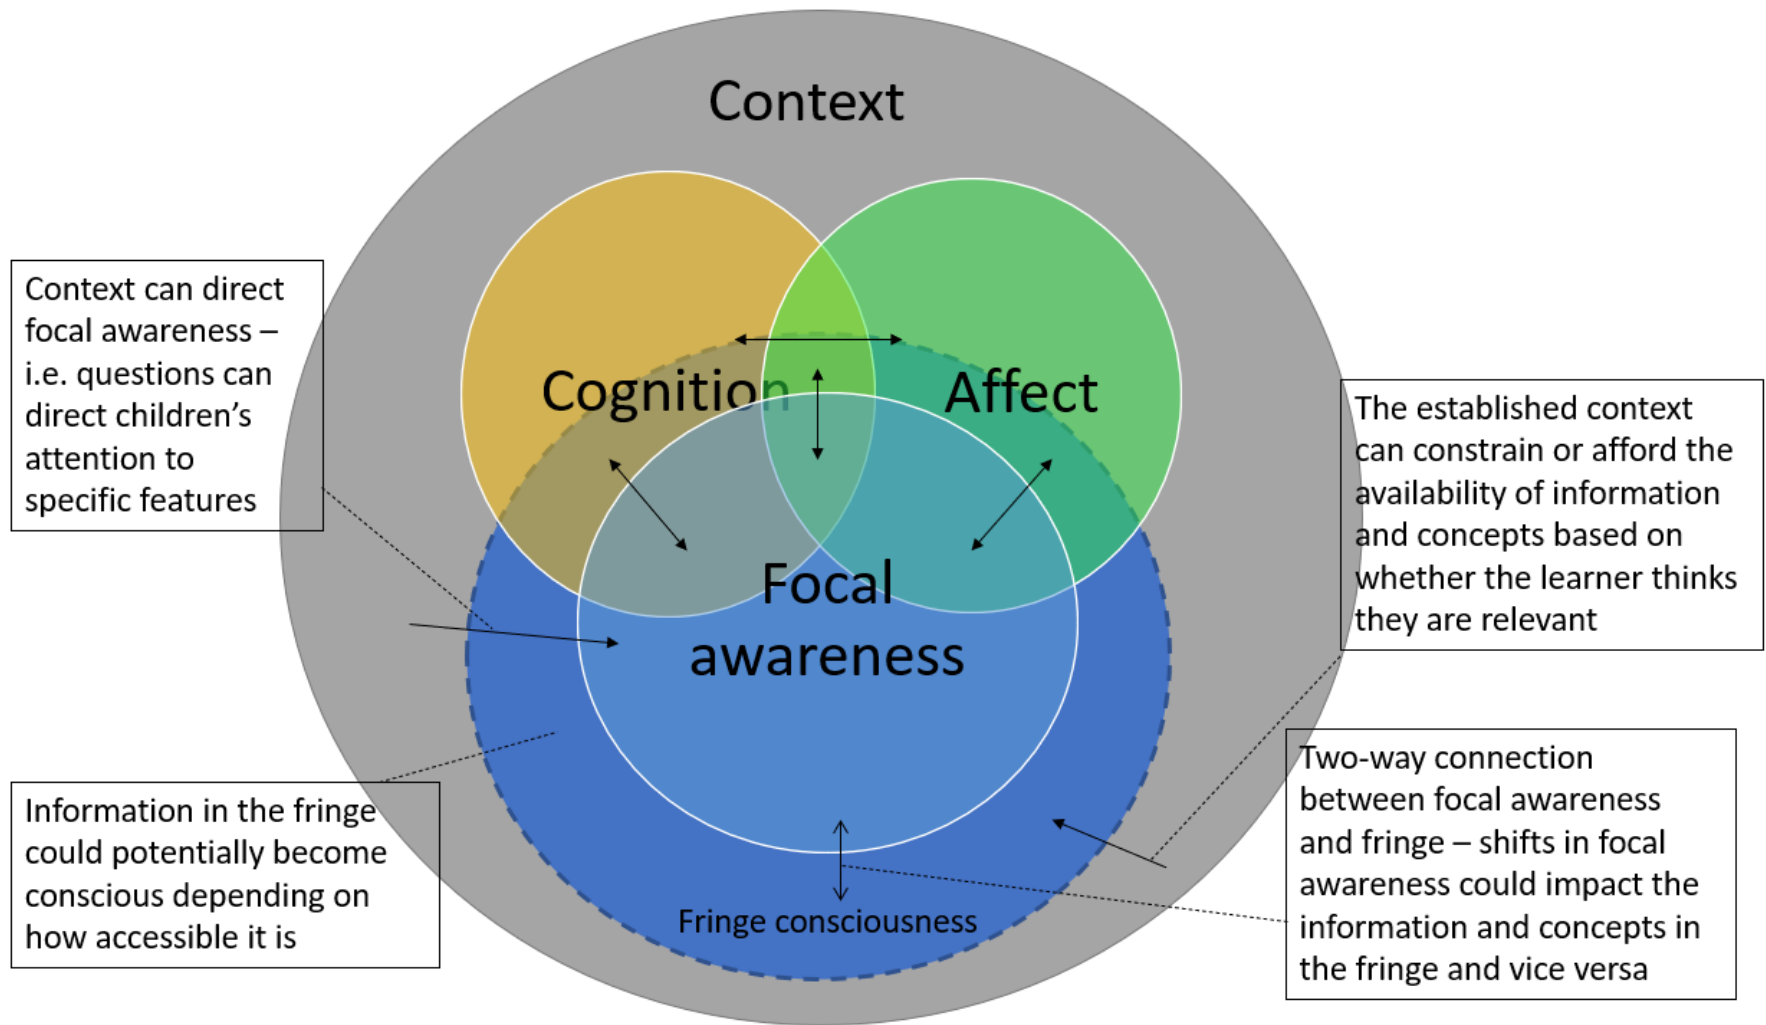 Context
Cognition
Affect
Focal
awareness
Fringe consciousness
Context can direct
focal awareness –
i.e. questions can
direct children’s
attention to
specific features
Information in the fringe
could potentially become
conscious depending on
how accessible it is
The established context
can constrain or afford the
availability of information
and concepts based on
whether the learner thinks
they are relevant
Two-way connection
between focal awareness
and fringe – shifts in focal
awareness could impact the
information and concepts in
the fringe and vice versa